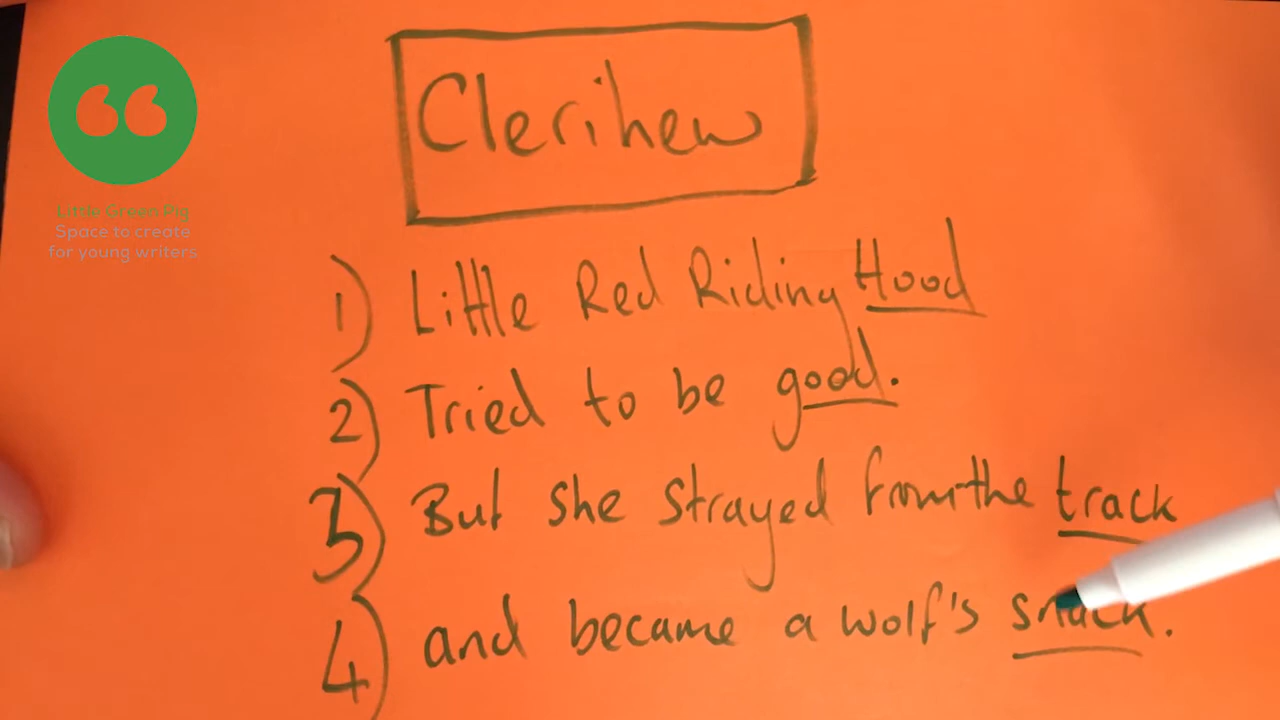 Clerihew
Little Green Pig
Space to create
for young writers
1) Little Red Riding Hood
2) Tried to be good.
3) But she strayed from the track
4) and became a wolf's snack.